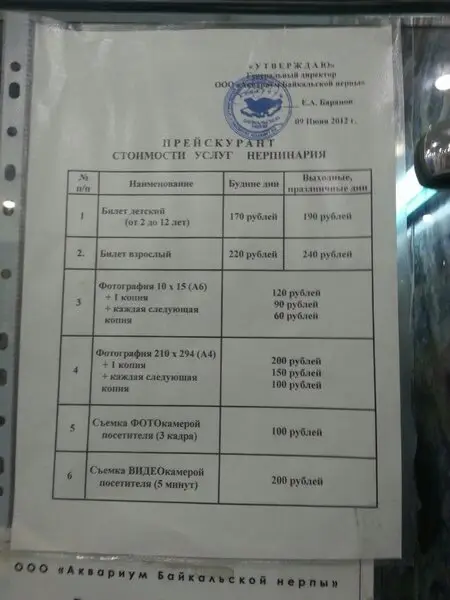 «УТВЕРЖДАЮ»
Генеральный директор
ООО «Аквариум Байкальской нерпы»
Е.А. Баранов
09 Июня 2012 г.
ПРЕЙСКУРАНТ
СТОИМОСТИ УСЛУГ НЕРПИНАРИЯ
№ п/п Наименование Будние дни Выходные, праздничные дни
1 Билет детский 170 рублей 190 рублей
(от 2 до 12 лет)
2. Билет взрослый 220 рублей 240 рублей
3 Фотография 10 х 15 (А6) 120 рублей
+ 1 копия 90 рублей
+ каждая следующая 60 рублей
копия
4 Фотография 210 х 294 (А4) 200 рублей
+ 1 копия 150 рублей
+ каждая следующая 100 рублей
копия
5 Съемка ФОТОкамерой 100 рублей
посетителя (3 кадра)
6 Съемка ВИДЕОкамерой 200 рублей
посетителя (5 минут)
ООО «Аквариум Байкальской нерпы»